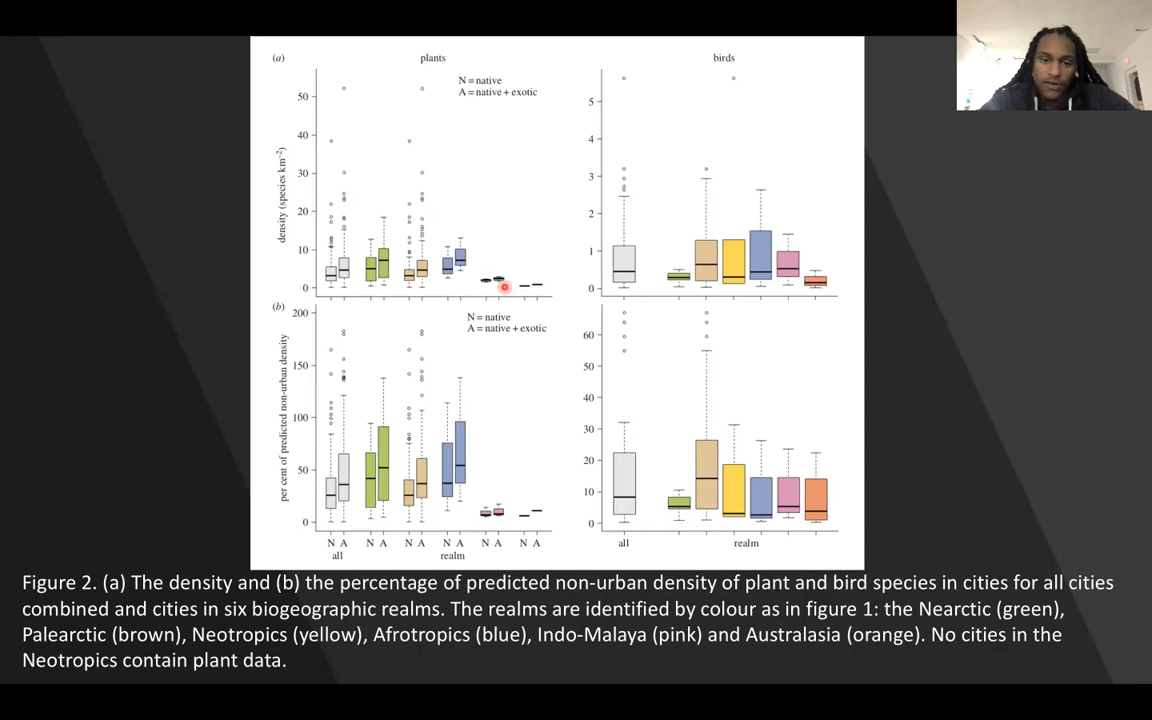 (a) plants birds
N = native
A = native + exotic
density (species km⁻²)
50
40
30
20
10
0
5
4
3
2
1
0
(b)
N = native
A = native + exotic
per cent of predicted non-urban density
200
150
100
50
0
60
50
40
30
20
10
0
N A N A N A N A N A N A
all realm
all realm
Figure 2. (a) The density and (b) the percentage of predicted non-urban density of plant and bird species in cities for all cities
combined and cities in six biogeographic realms. The realms are identified by colour as in figure 1: the Nearctic (green),
Palearctic (brown), Neotropics (yellow), Afrotropics (blue), Indo-Malaya (pink) and Australasia (orange). No cities in the
Neotropics contain plant data.